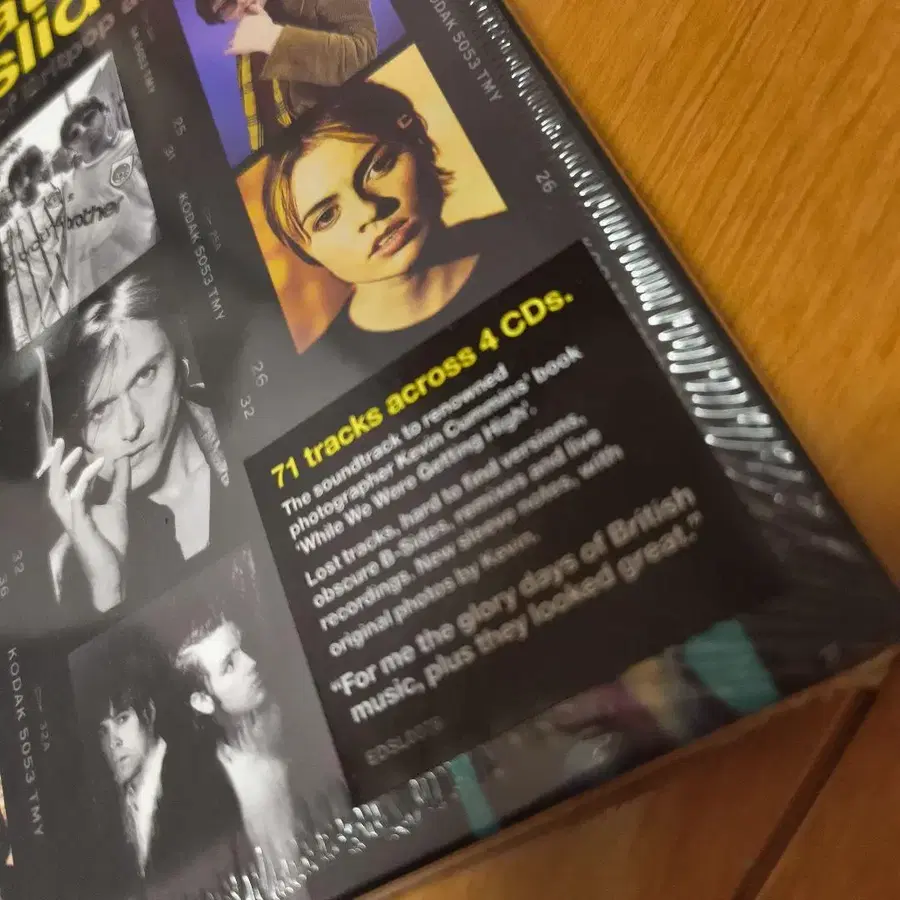 slid
KODAK 5053 TMY
25
31
26
KODAK 5053 TMY
26
32
71 tracks across 4 CDs.
The soundtrack to renowned
photographer Kevin Cummins' book
'While We Were Getting High'.
Lost tracks, hard to find versions,
obscure B-Sides, remixes and live
recordings. New sleeve notes, with
original photos by Kevin.
"For me the glory days of British
music, plus they looked great."
32
KODAK 5053 TMY
32A